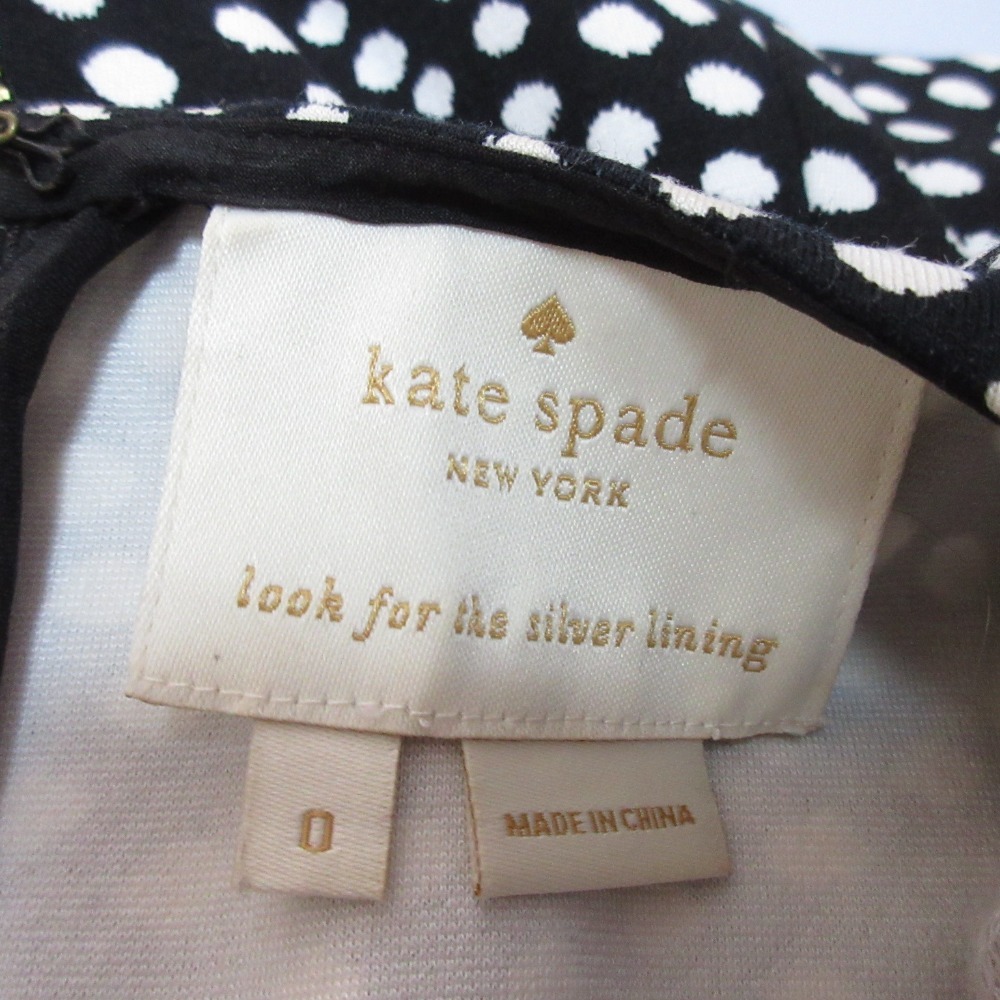 kate spade
NEW YORK
look for the silver lining
0
MADE IN CHINA